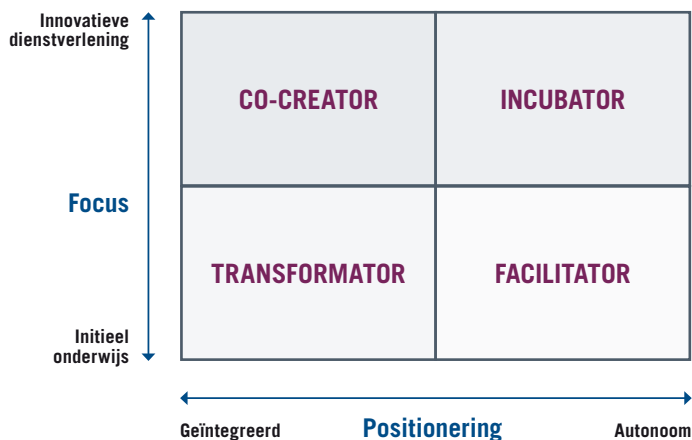 Innovatieve
dienstverlening
CO-CREATOR
INCUBATOR
Focus
TRANSFORMATOR
FACILITATOR
Initieel
onderwijs
Geïntegreerd
Positionering
Autonoom